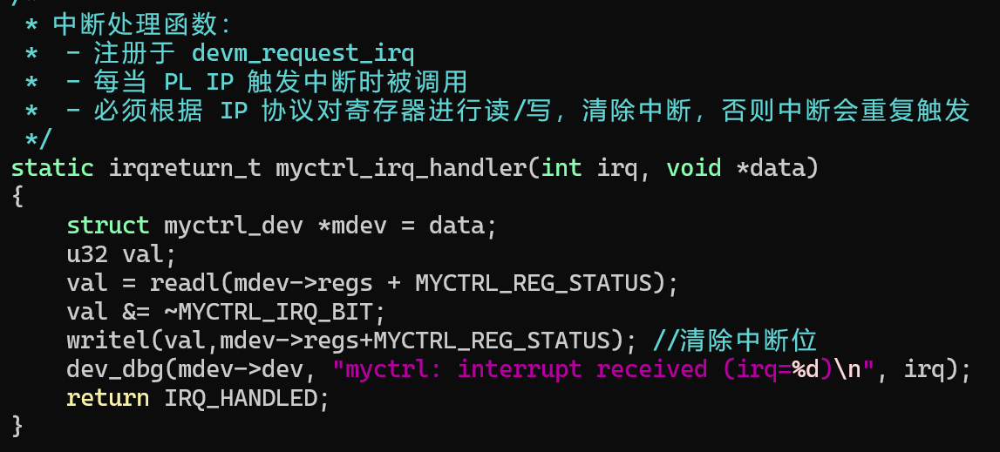 /*
 * 中断处理函数:
 *  - 注册于 devm_request_irq
 *  - 每当 PL IP 触发中断时被调用
 *  - 必须根据 IP 协议对寄存器进行读/写, 清除中断, 否则中断会重复触发
 */
static irqreturn_t myctrl_irq_handler(int irq, void *data)
{
    struct myctrl_dev *mdev = data;
    u32 val;
    val = readl(mdev->regs + MYCTRL_REG_STATUS);
    val &= ~MYCTRL_IRQ_BIT;
    writel(val,mdev->regs+MYCTRL_REG_STATUS); //清除中断位
    dev_dbg(mdev->dev, "myctrl: interrupt received (irq=%d)\n", irq);
    return IRQ_HANDLED;
}